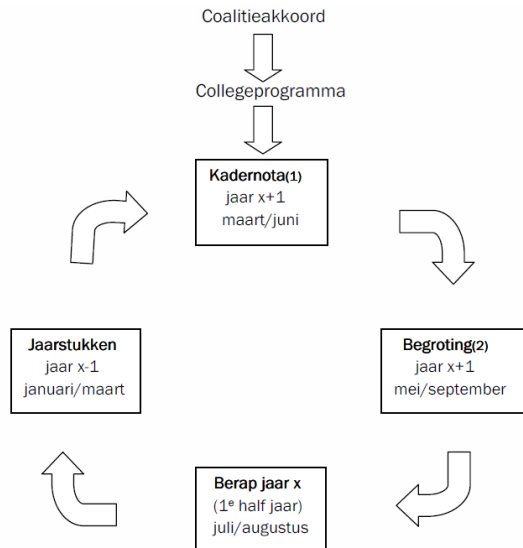 Coalitieakkoord
Collegeprogramma
Kadernota(1)
jaar x+1
maart/juni
Jaarstukken
jaar x-1
januari/maart
Begroting(2)
jaar x+1
mei/september
Berap jaar x
(1e half jaar)
juli/augustus